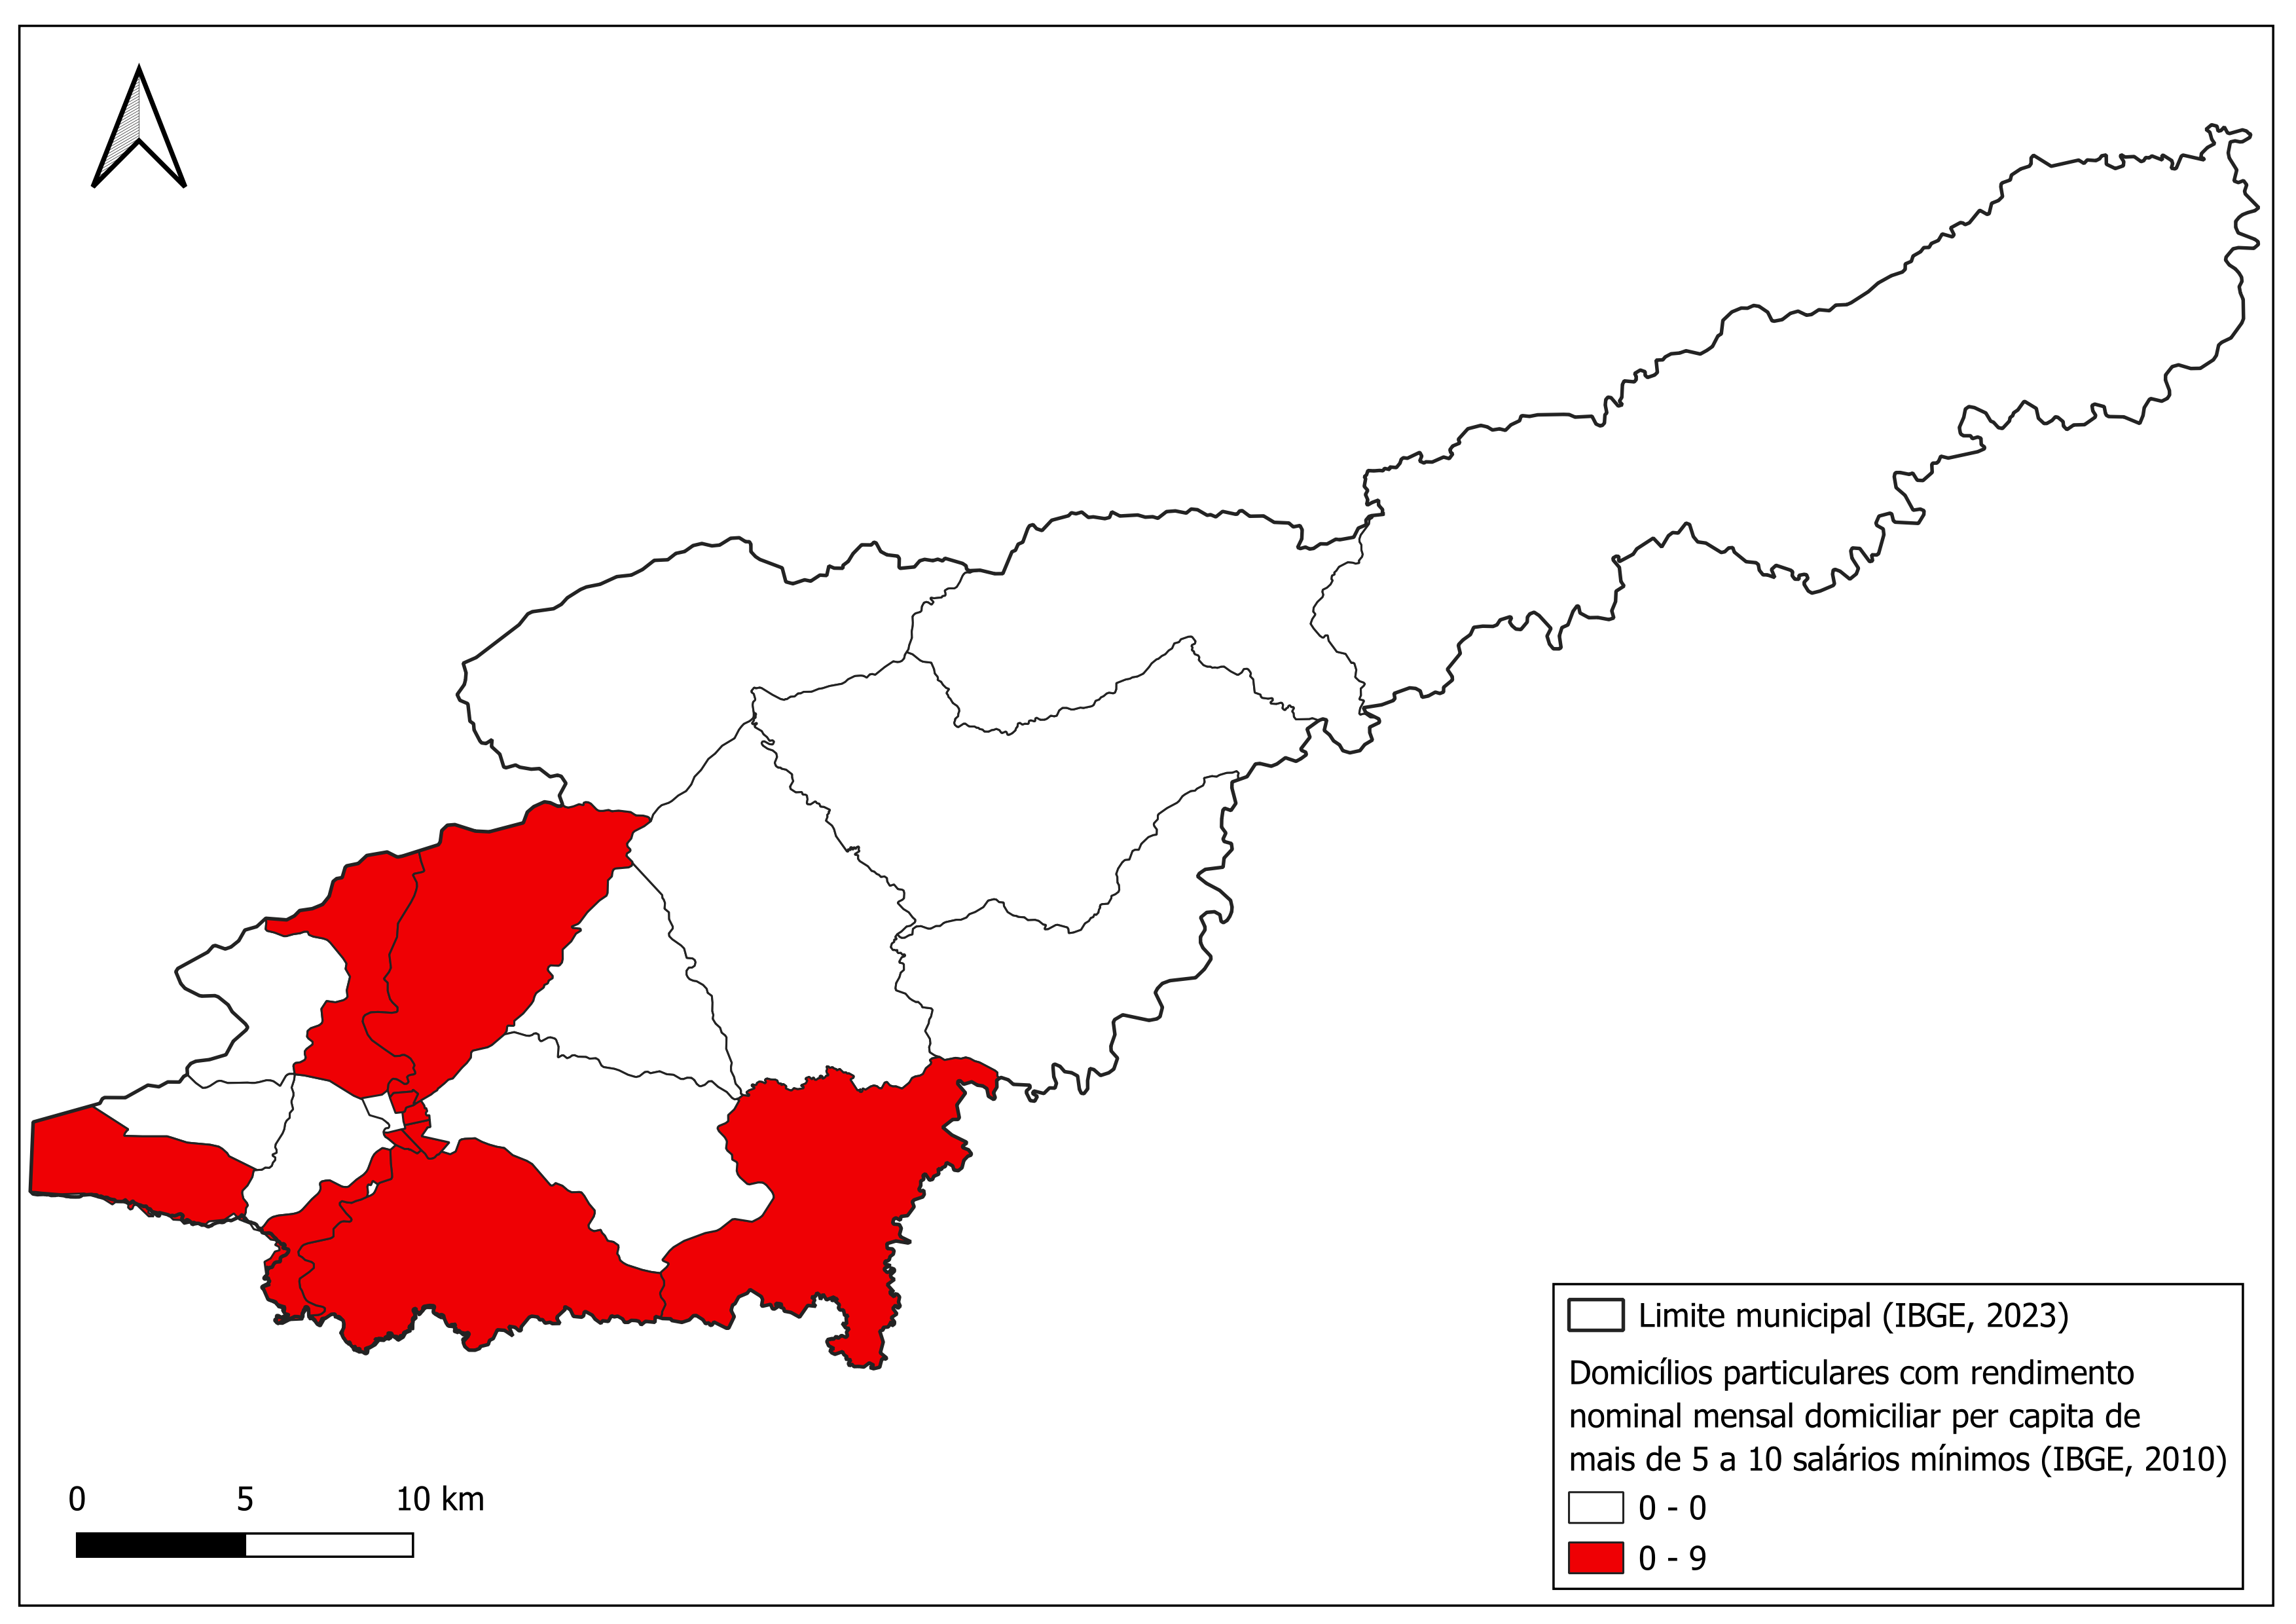 Limite municipal (IBGE, 2023)
Domicílios particulares com rendimento
nominal mensal domiciliar per capita de
mais de 5 a 10 salários mínimos (IBGE, 2010)
0 - 0
0 - 9
0 5 10 km